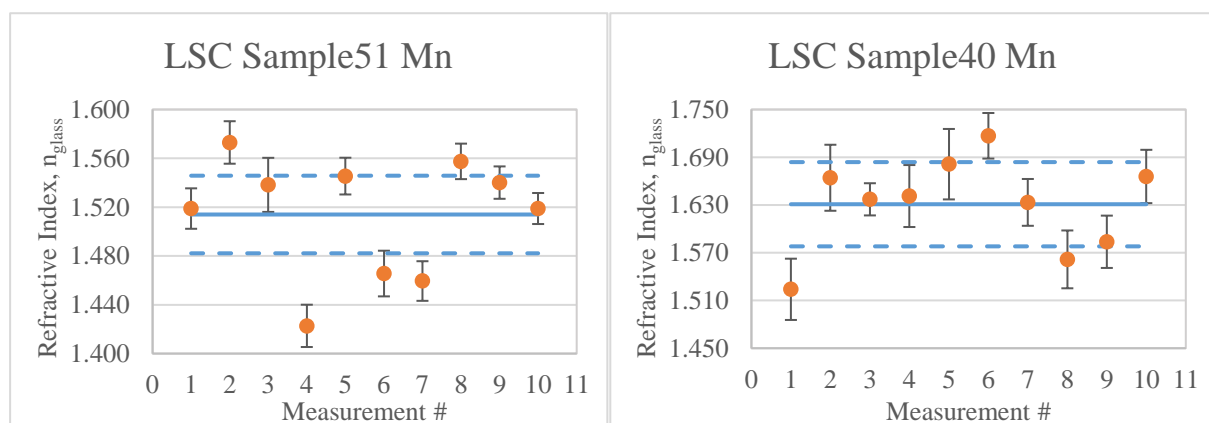 LSC Sample51 Mn
Refractive Index, n_glass
1.600
1.560
1.520
1.480
1.440
1.400
0 1 2 3 4 5 6 7 8 9 10 11
Measurement #
LSC Sample40 Mn
Refractive Index, n_glass
1.750
1.690
1.630
1.570
1.510
1.450
0 1 2 3 4 5 6 7 8 9 10 11
Measurement #